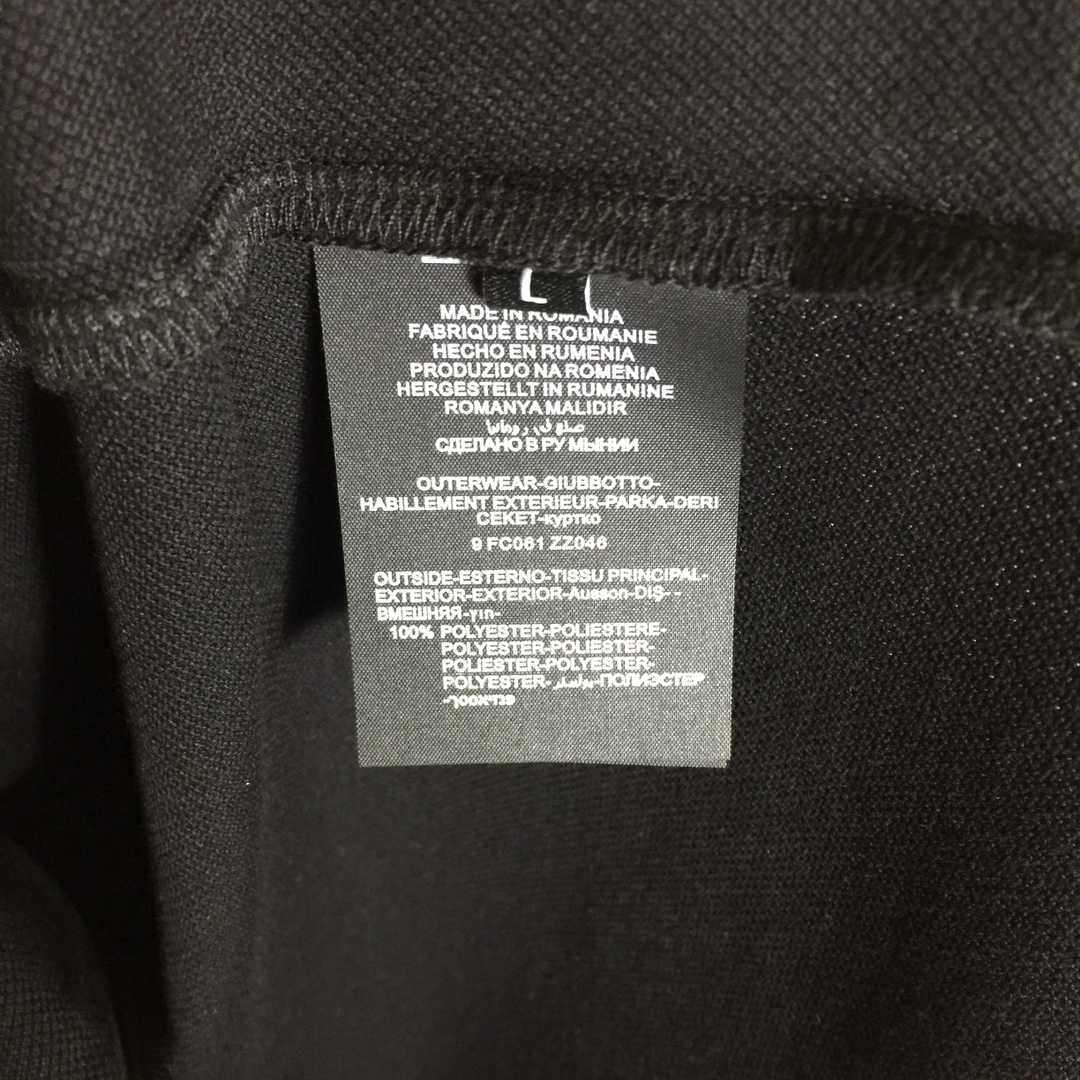 L
MADE IN ROMANIA
FABRIQUÉ EN ROUMANIE
HECHO EN RUMENIA
PRODUZIDO NA ROMENIA
HERGESTELLT IN RUMANINE
ROMANYA MALIDIR
СДЕЛАНО В РУ МЫНИИ
OUTERWEAR-GIUBBOTTO-
HABILLEMENT EXTERIEUR-PARKA-DERI
CEKET-куртко
9 FC061 ZZ046
OUTSIDE-ESTERNO-TISSU PRINCIPAL-
EXTERIOR-EXTERIOR-Ausson-DIŞ- -
ВМЕШНЯЯ-חוץ-
100% POLYESTER-POLIESTERE-
POLYESTER-POLIESTER-
POLIESTER-POLYESTER-
POLYESTER- -ПОЛИЭСТЕР